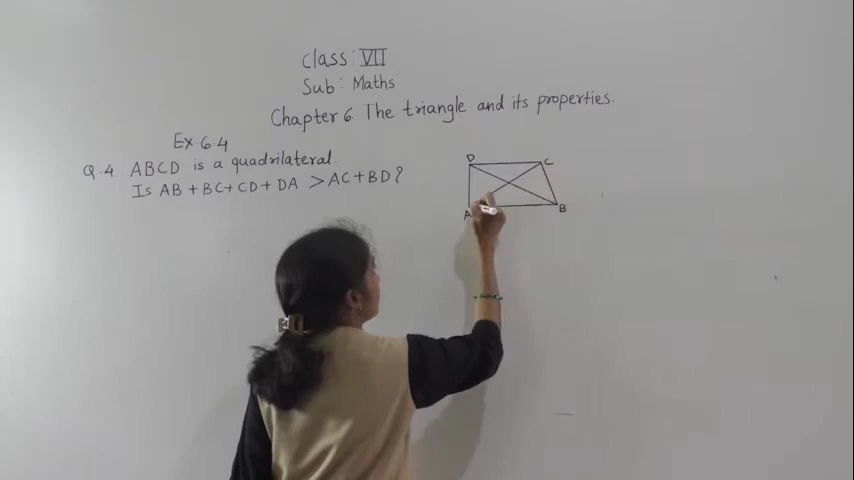 Class: VII
Sub: Maths
Chapter 6 The triangle and its properties.
Ex. 6.4
Q.4 ABCD is a quadrilateral.
Is AB + BC + CD + DA > AC + BD?
D C
A B